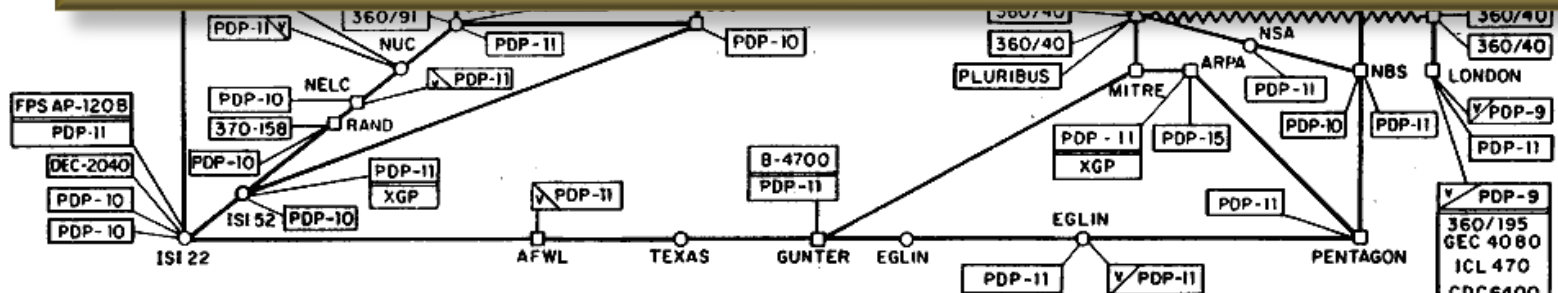 360/91
PDP-11 V
NUC
PDP-11
PDP-10
NELC
V PDP-11
PDP-10
RAND
370-158
FPS AP-120B
PDP-11
DEC-2040
PDP-10
PDP-10
PDP-10
PDP-11
XGP
ISI 52
PDP-10
ISI 22
V PDP-11
AFWL
TEXAS
B-4700
PDP-11
GUNTER
EGLIN
EGLIN
PDP-11
V PDP-11
360/40
360/40
PLURIBUS
MITRE
ARPA
PDP-11
XGP
PDP-15
NSA
PDP-11
NBS
PDP-10
PDP-11
PDP-11
PENTAGON
360/40
360/40
LONDON
V PDP-9
PDP-11
V PDP-9
360/195
GEC 4080
ICL 470
CDC 6400